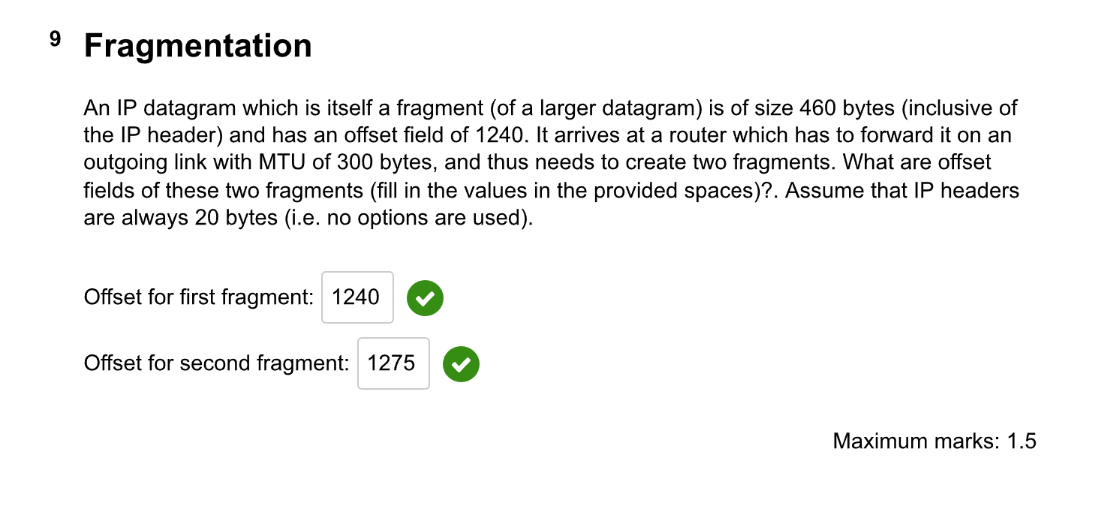 9 Fragmentation
An IP datagram which is itself a fragment (of a larger datagram) is of size 460 bytes (inclusive of
the IP header) and has an offset field of 1240. It arrives at a router which has to forward it on an
outgoing link with MTU of 300 bytes, and thus needs to create two fragments. What are offset
fields of these two fragments (fill in the values in the provided spaces)?. Assume that IP headers
are always 20 bytes (i.e. no options are used).
Offset for first fragment: 1240
Offset for second fragment: 1275
Maximum marks: 1.5